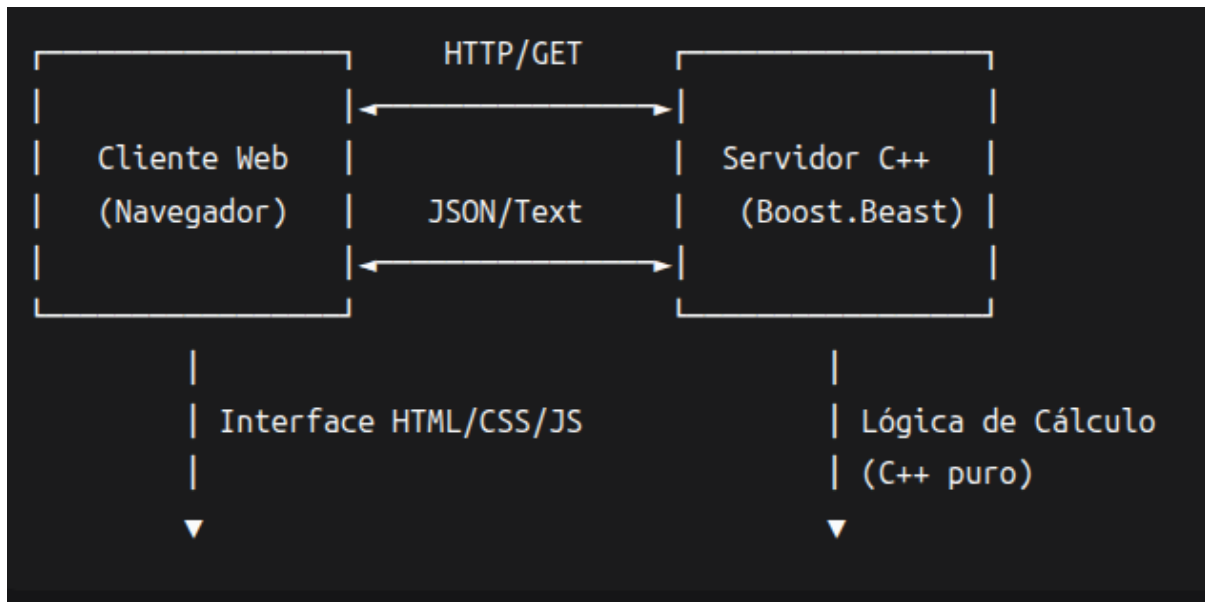 HTTP/GET
Cliente Web
(Navegador)
JSON/Text
Servidor C++
(Boost.Beast)
Interface HTML/CSS/JS
Lógica de Cálculo
(C++ puro)